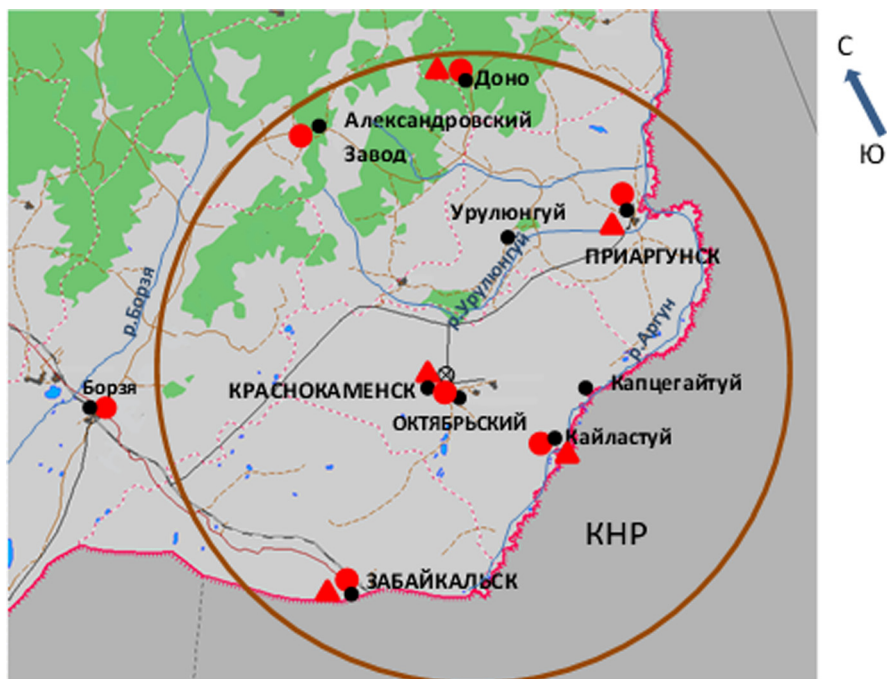 С
Доно
Александровский
Завод
Ю
Урулюнгуй
ПРИАРГУНСК
р.Урулюнгуй
р.Борзя
р.Аргун
Борзя
КРАСНОКАМЕНСК
Капцегайтуй
ОКТЯБРЬСКИЙ
Кайластуй
КНР
ЗАБАЙКАЛЬСК